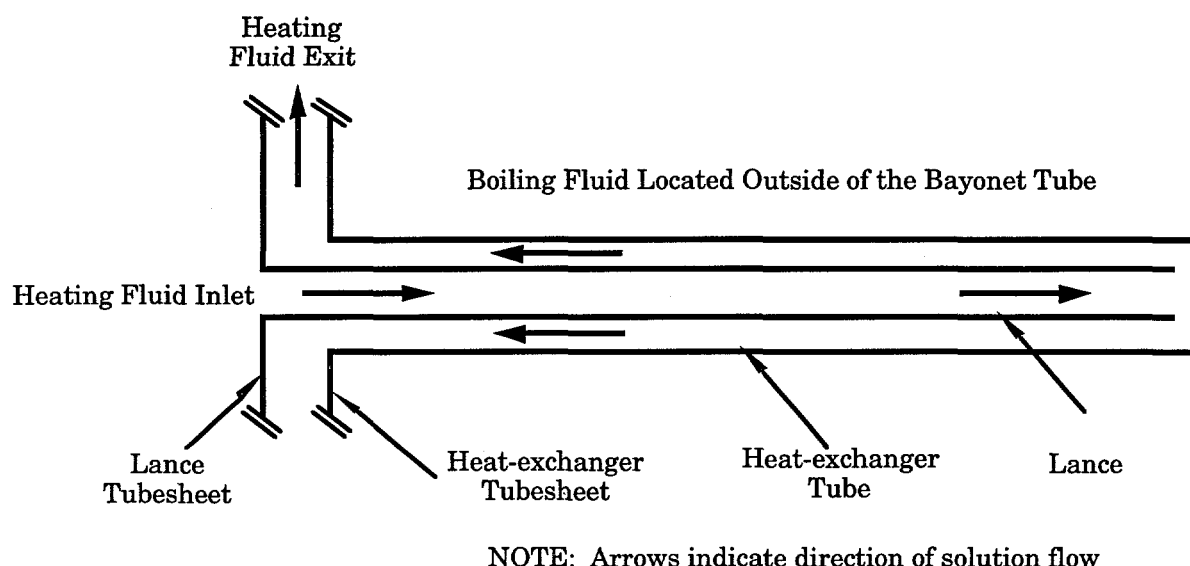 Heating
Fluid Exit
Boiling Fluid Located Outside of the Bayonet Tube
Heating Fluid Inlet
Lance
Tubesheet
Heat-exchanger
Tubesheet
Heat-exchanger
Tube
Lance
NOTE: Arrows indicate direction of solution flow